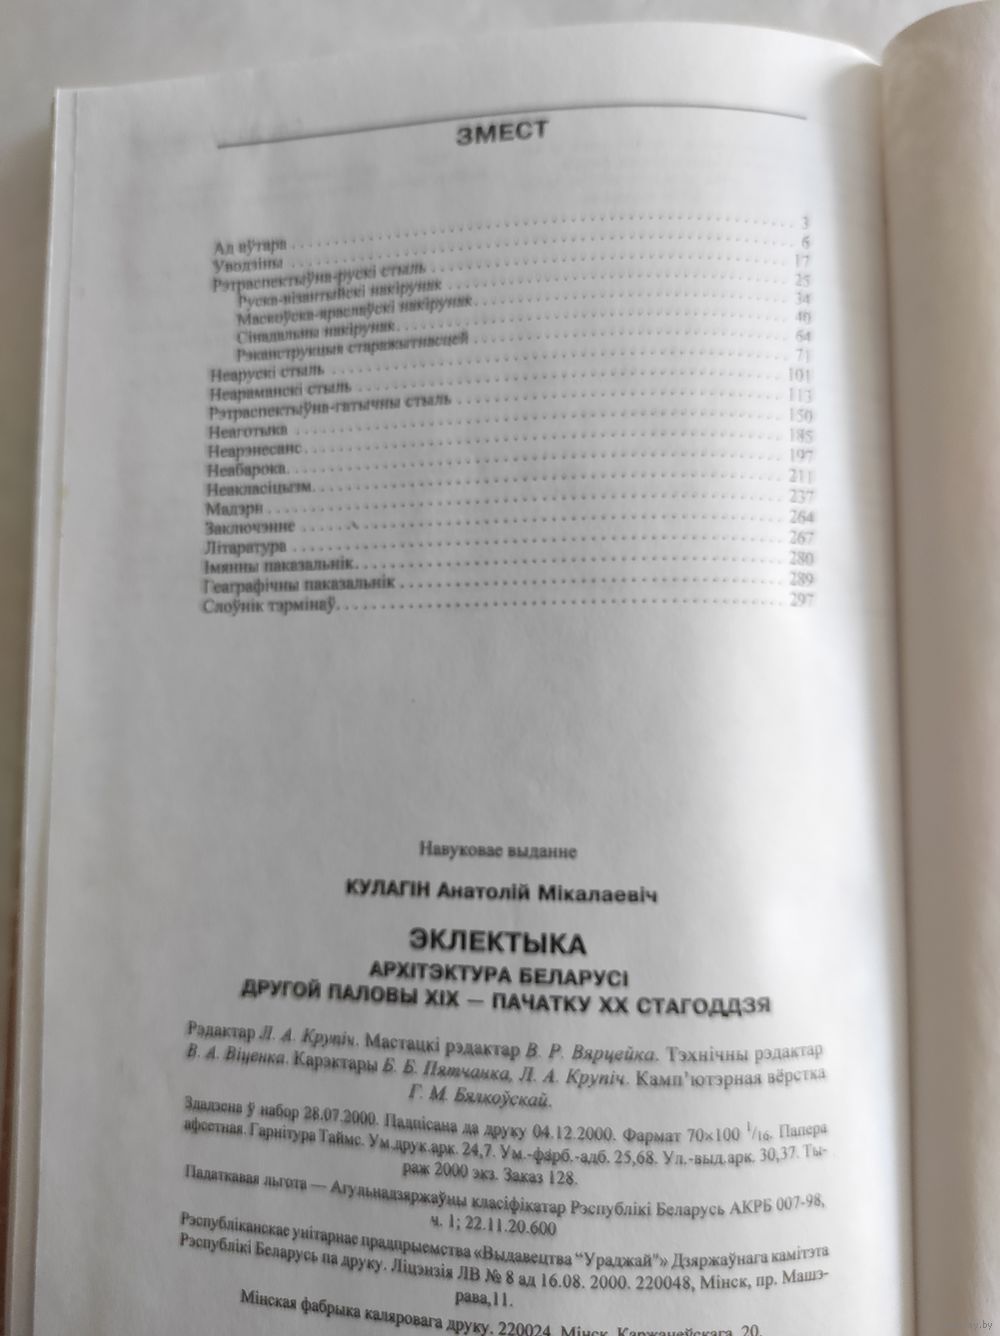 ЗМЕСТ
Ад аўтара . . . . . . . . . . . . . . . . . . . . 3
Уводзіны . . . . . . . . . . . . . . . . . . . . 6
Рэтраспектыўна-рускі стыль . . . . . . . . . . . . . . . . . . . . 17
Руска-візантыйскі накірунак . . . . . . . . . . . . . . . . . . . . 25
Маскоўска-яраслаўскі накірунак . . . . . . . . . . . . . . . . . . . . 34
Сінадальны накірунак . . . . . . . . . . . . . . . . . . . . 46
Рэканструкцыя старажытнасцей . . . . . . . . . . . . . . . . . . . . 64
Неарускі стыль . . . . . . . . . . . . . . . . . . . . 71
Неараманскі стыль . . . . . . . . . . . . . . . . . . . . 101
Рэтраспектыўна-гатычны стыль . . . . . . . . . . . . . . . . . . . . 113
Неаготыка . . . . . . . . . . . . . . . . . . . . 150
Неарэнесанс . . . . . . . . . . . . . . . . . . . . 185
Неабарока . . . . . . . . . . . . . . . . . . . . 197
Неакласіцызм . . . . . . . . . . . . . . . . . . . . 211
Мадэрн . . . . . . . . . . . . . . . . . . . . 237
Заключэнне . . . . . . . . . . . . . . . . . . . . 264
Літаратура . . . . . . . . . . . . . . . . . . . . 267
Імянны паказальнік . . . . . . . . . . . . . . . . . . . . 280
Геаграфічны паказальнік . . . . . . . . . . . . . . . . . . . . 289
Слоўнік тэрмінаў . . . . . . . . . . . . . . . . . . . . 297
Навуковае выданне
КУЛАГІН Анатолій Мікалаевіч
ЭКЛЕКТЫКА
АРХІТЭКТУРА БЕЛАРУСІ
ДРУГОЙ ПАЛОВЫ XIX — ПАЧАТКУ XX СТАГОДДЗЯ
Рэдактар Л. А. Крупіч. Мастацкі рэдактар В. Р. Вярцейка. Тэхнічны рэдактар
В. А. Віценка. Карэктары Б. Б. Пятчанка, Л. А. Крупіч. Камп'ютэрная вёрстка
Г. М. Бялкоўскай.
Здадзена ў набор 28.07.2000. Падпісана да друку 04.12.2000. Фармат 70×100 1/16. Папера
афсетная. Гарнітура Таймс. Ум.друк.арк. 24,7. Ум.-фарб.-адб. 25,68. Ул.-выд.арк. 30,37. Ты-
раж 2000 экз. Заказ 128.
Падаткавая льгота — Агульнадзяржаўны класіфікатар Рэспублікі Беларусь АКРБ 007-98,
ч. 1; 22.11.20.600
Рэспубліканскае унітарнае прадпрыемства «Выдавецтва “Ураджай”» Дзяржаўнага камітэта
Рэспублікі Беларусь па друку. Ліцэнзія ЛВ № 8 ад 16.08. 2000. 220048, Мінск, пр. Машэ-
рава,11.
Мінская фабрыка каляровага друку. 220024, Мінск, Каржанеўскага, 20.